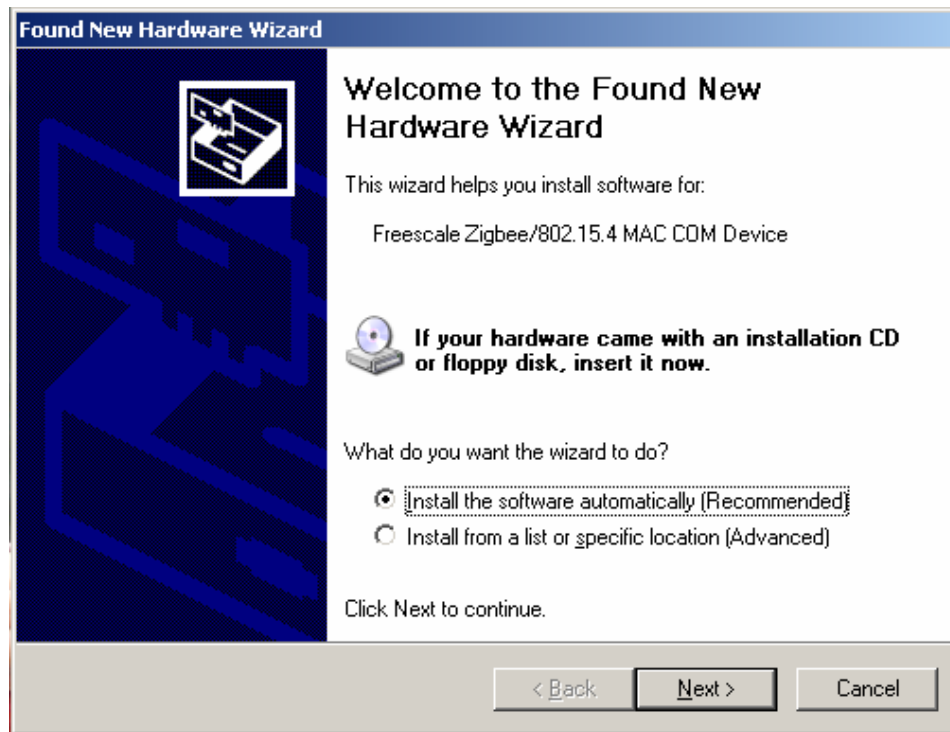 Found New Hardware Wizard
Welcome to the Found New
Hardware Wizard
This wizard helps you install software for:
Freescale Zigbee/802.15.4 MAC COM Device
If your hardware came with an installation CD
or floppy disk, insert it now.
What do you want the wizard to do?
Install the software automatically (Recommended)
Install from a list or specific location (Advanced)
Click Next to continue.
< Back Next > Cancel